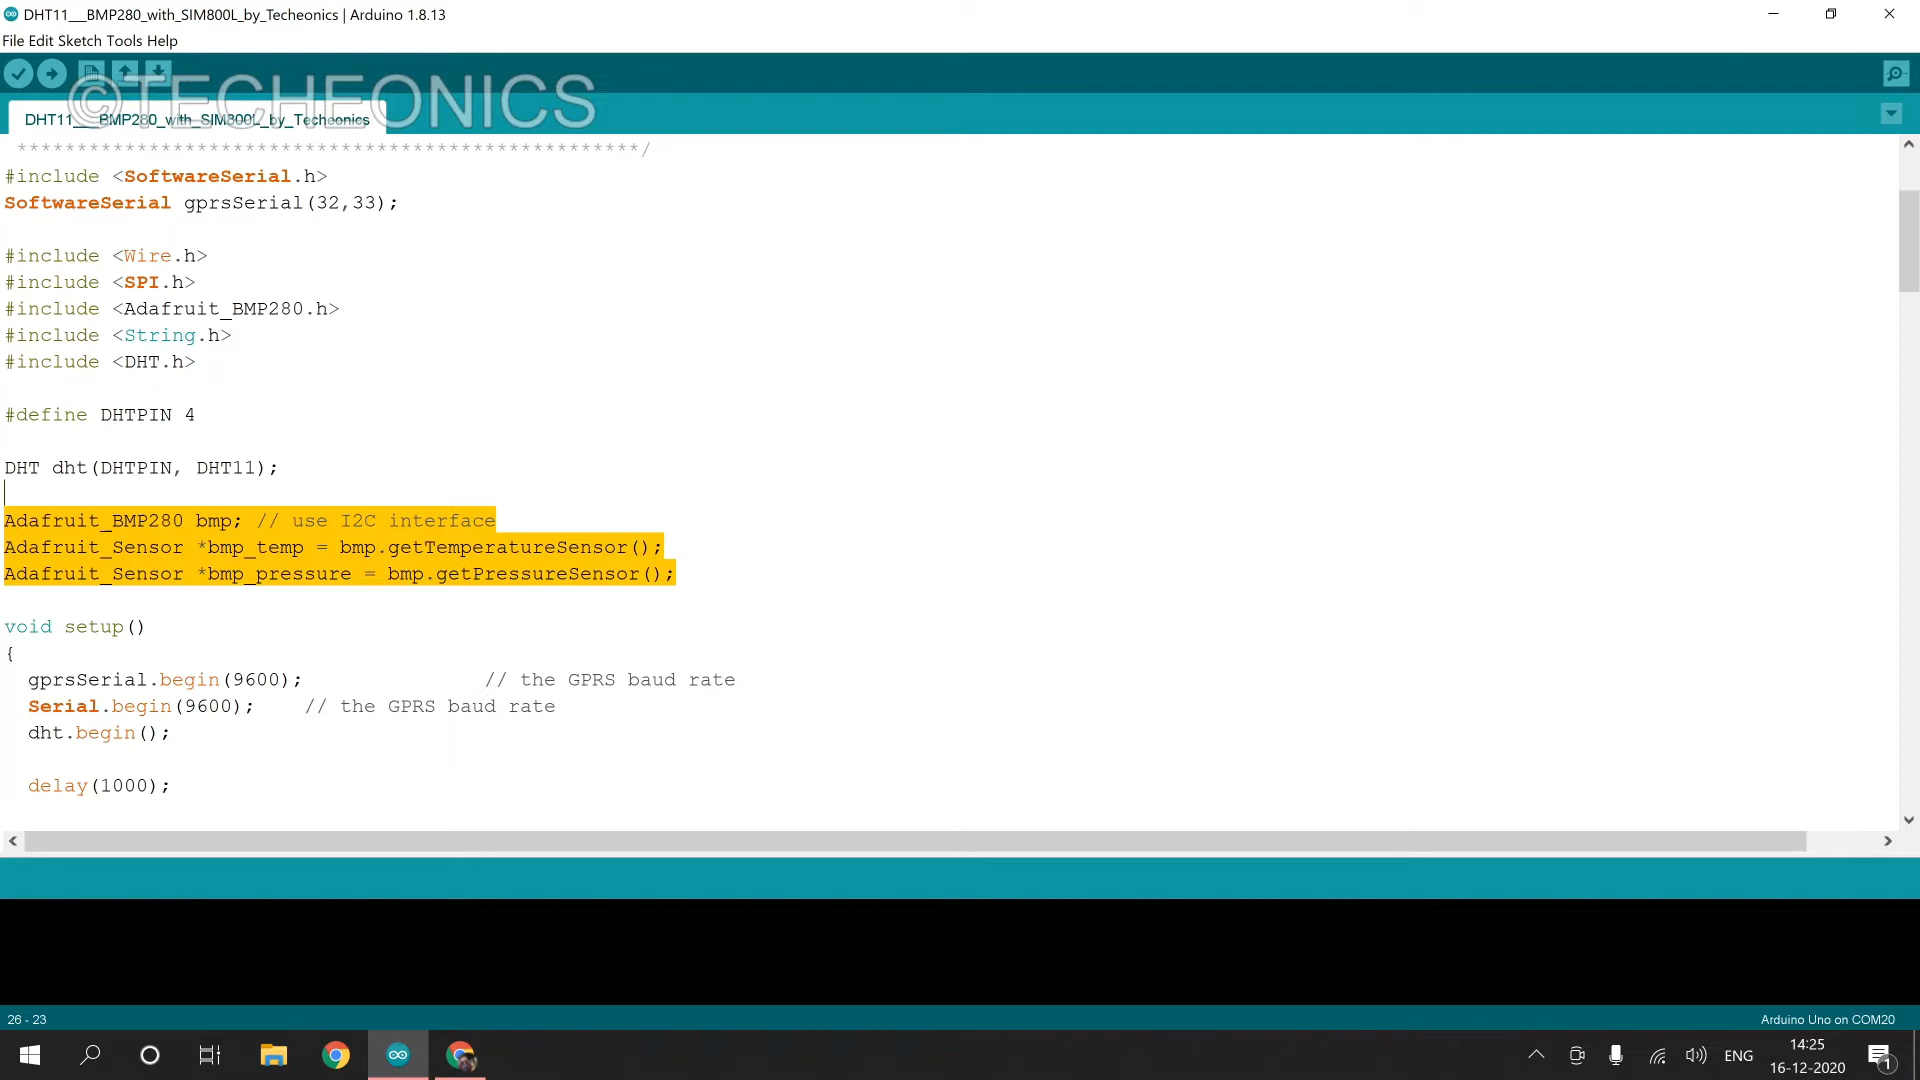 DHT11___BMP280_with_SIM800L_by_Techeonics | Arduino 1.8.13
File Edit Sketch Tools Help
©TECHEONICS
DHT11___BMP280_with_SIM800L_by_Techeonics
****************************************************/
#include <SoftwareSerial.h>
SoftwareSerial gprsSerial(32,33);
#include <Wire.h>
#include <SPI.h>
#include <Adafruit_BMP280.h>
#include <String.h>
#include <DHT.h>
#define DHTPIN 4
DHT dht(DHTPIN, DHT11);
Adafruit_BMP280 bmp; // use I2C interface
Adafruit_Sensor *bmp_temp = bmp.getTemperatureSensor();
Adafruit_Sensor *bmp_pressure = bmp.getPressureSensor();
void setup()
{
gprsSerial.begin(9600); // the GPRS baud rate
Serial.begin(9600); // the GPRS baud rate
dht.begin();
delay(1000);
26 - 23
Arduino Uno on COM20
ENG
14:25
16-12-2020
1